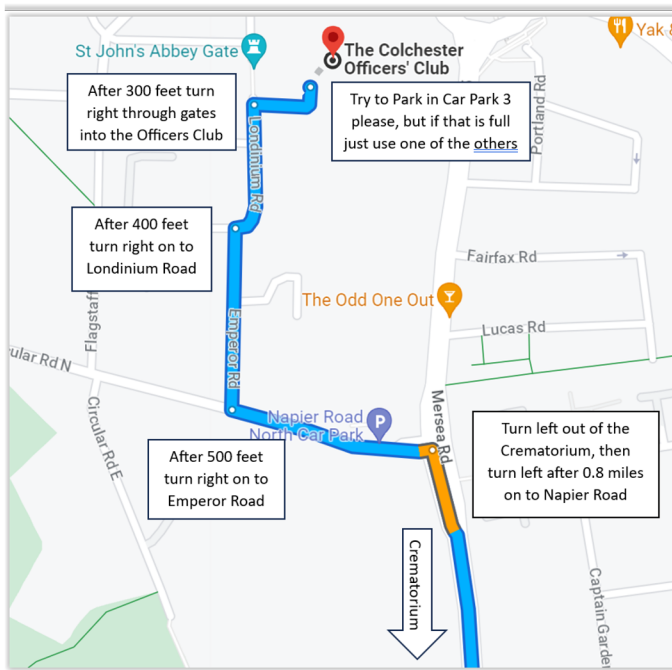 St John's Abbey Gate
The Colchester
Officers' Club
Yak &
After 300 feet turn
right through gates
into the Officers Club
Try to Park in Car Park 3
please, but if that is full
just use one of the others
Portland Rd
Londinium Rd
After 400 feet
turn right on to
Londinium Road
Fairfax Rd
The Odd One Out
Lucas Rd
Flagstaff
Emperor Rd
ular Rd N
Circular Rd E
Napier Road
North Car Park
P
Mersea Rd
After 500 feet
turn right on to
Emperor Road
Turn left out of the
Crematorium, then
turn left after 0.8 miles
on to Napier Road
Crematorium
Captain Garde